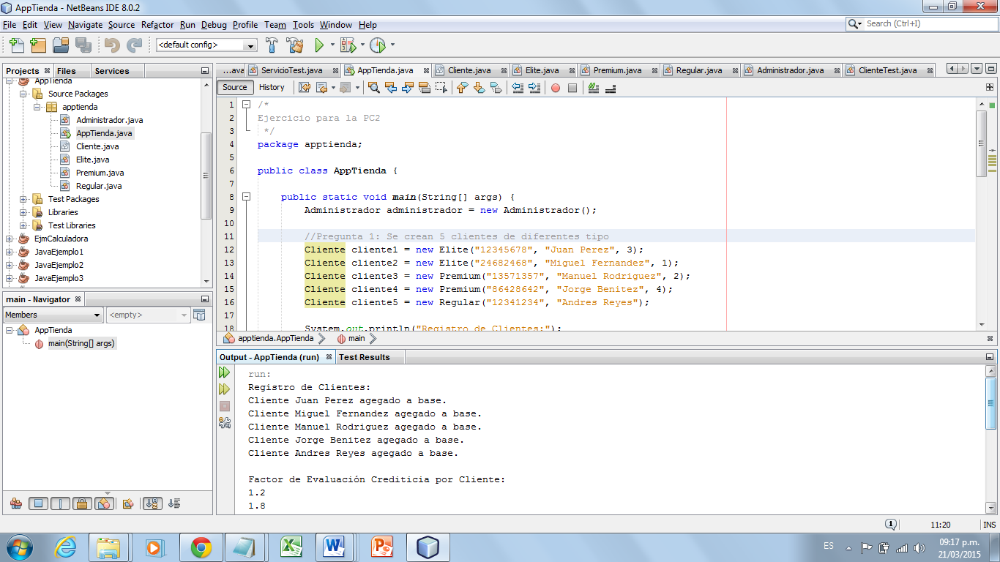 AppTienda - NetBeans IDE 8.0.2
File Edit View Navigate Source Refactor Run Debug Profile Team Tools Window Help
Search (Ctrl+I)
<default config>
Projects Files Services
...ava ServicioTest.java AppTienda.java Cliente.java Elite.java Premium.java Regular.java Administrador.java ClienteTest.java
AppTienda
Source Packages
apptienda
Administrador.java
AppTienda.java
Cliente.java
Elite.java
Premium.java
Regular.java
Test Packages
Libraries
Test Libraries
EjmCalculadora
JavaEjemplo1
JavaEjemplo2
JavaEjemplo3
Source History
1 /*
2 Ejercicio para la PC2
3 */
4 package apptienda;
5
6 public class AppTienda {
7
8 public static void main(String[] args) {
9 Administrador administrador = new Administrador();
10
11 //Pregunta 1: Se crean 5 clientes de diferentes tipo
12 Cliente cliente1 = new Elite("12345678", "Juan Perez", 3);
13 Cliente cliente2 = new Elite("24682468", "Miguel Fernandez", 1);
14 Cliente cliente3 = new Premium("13571357", "Manuel Rodriguez", 2);
15 Cliente cliente4 = new Premium("86428642", "Jorge Benitez", 4);
16 Cliente cliente5 = new Regular("12341234", "Andres Reyes");
17
18 System.out.println("Registro de Clientes:");
apptienda.AppTienda main
main - Navigator
Members <empty>
AppTienda
main(String[] args)
Output - AppTienda (run) Test Results
run:
Registro de Clientes:
Cliente Juan Perez agegado a base.
Cliente Miguel Fernandez agegado a base.
Cliente Manuel Rodriguez agegado a base.
Cliente Jorge Benitez agegado a base.
Cliente Andres Reyes agegado a base.
Factor de Evaluación Crediticia por Cliente:
1.2
1.8
1 11:20 INS
ES 09:17 p.m.
21/03/2015